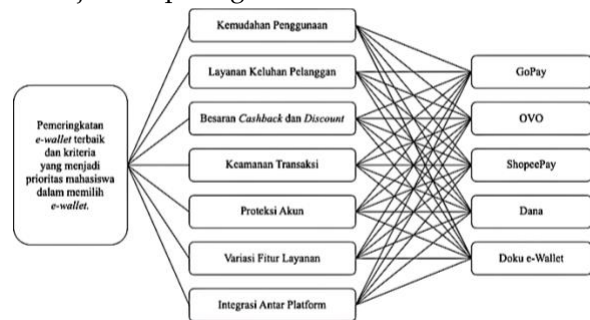 Kemudahan Penggunaan
Layanan Keluhan Pelanggan
Besaran Cashback dan Discount
Keamanan Transaksi
Proteksi Akun
Variasi Fitur Layanan
Integrasi Antar Platform
Pemeringkatan
e-wallet terbaik
dan kriteria
yang menjadi
prioritas mahasiswa
dalam memilih
e-wallet.
GoPay
OVO
ShopeePay
Dana
Doku e-Wallet